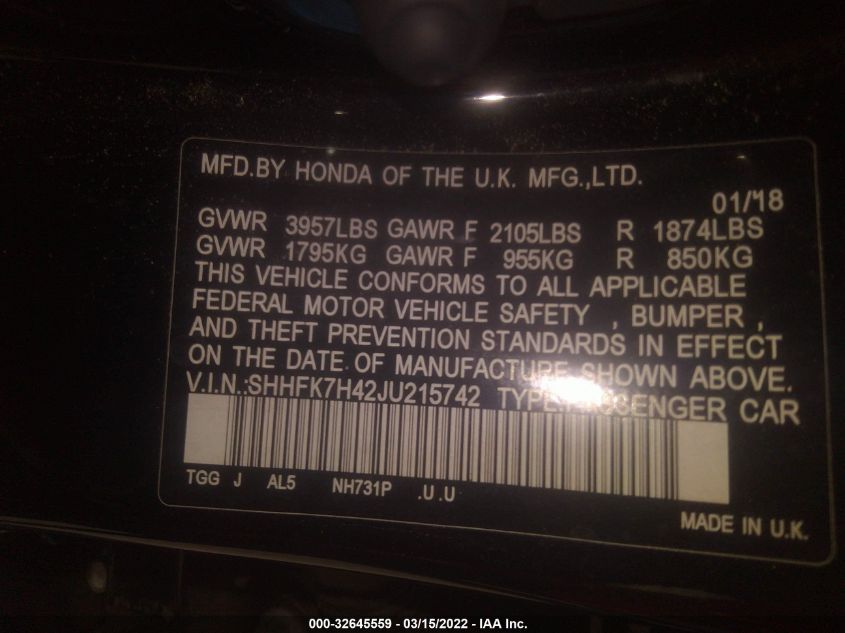 MFD.BY HONDA OF THE U.K. MFG.,LTD.
01/18
GVWR 3957LBS GAWR F 2105LBS R 1874LBS
GVWR 1795KG GAWR F 955KG R 850KG
THIS VEHICLE CONFORMS TO ALL APPLICABLE
FEDERAL MOTOR VEHICLE SAFETY , BUMPER ,
AND THEFT PREVENTION STANDARDS IN EFFECT
ON THE DATE OF MANUFACTURE SHOWN ABOVE.
V.I.N.:SHHFK7H42JU215742 TYPE:PASSENGER CAR
TGG J AL5 NH731P .U .U
MADE IN U.K.
000-32645559 - 03/15/2022 - IAA Inc.